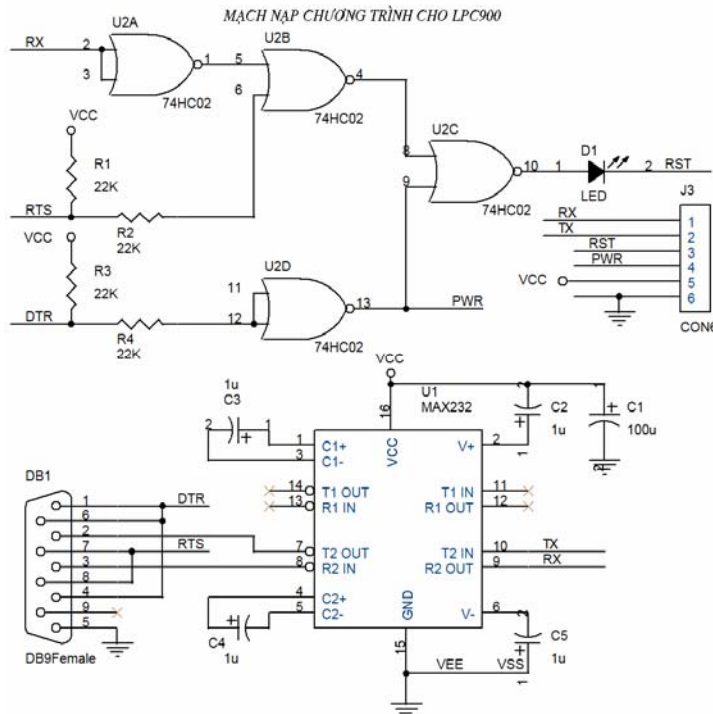 MẠCH NẠP CHƯƠNG TRÌNH CHO LPC900
U2A
RX
2
3
1
74HC02
U2B
5
6
4
74HC02
VCC
R1
22K
RTS
R2
22K
U2C
8
9
10
74HC02
D1
1
2
RST
LED
VCC
R3
22K
DTR
R4
22K
U2D
11
12
13
PWR
74HC02
J3
RX
1
TX
2
RST
3
PWR
4
VCC
5
6
CON6
VCC
1u
C3
2
1
16
U1
MAX232
2
C2
1u
1
1
C1
100u
2
1
C1+
VCC
V+
2
3
C1-
14
T1 OUT
T1 IN
11
13
R1 IN
R1 OUT
12
7
T2 OUT
T2 IN
10
TX
8
R2 IN
R2 OUT
9
RX
4
C2+
GND
5
C2-
V-
6
2
C4
1u
15
VEE
VSS
C5
1u
1
DB1
1
DTR
6
2
7
RTS
3
8
4
9
5
DB9Female